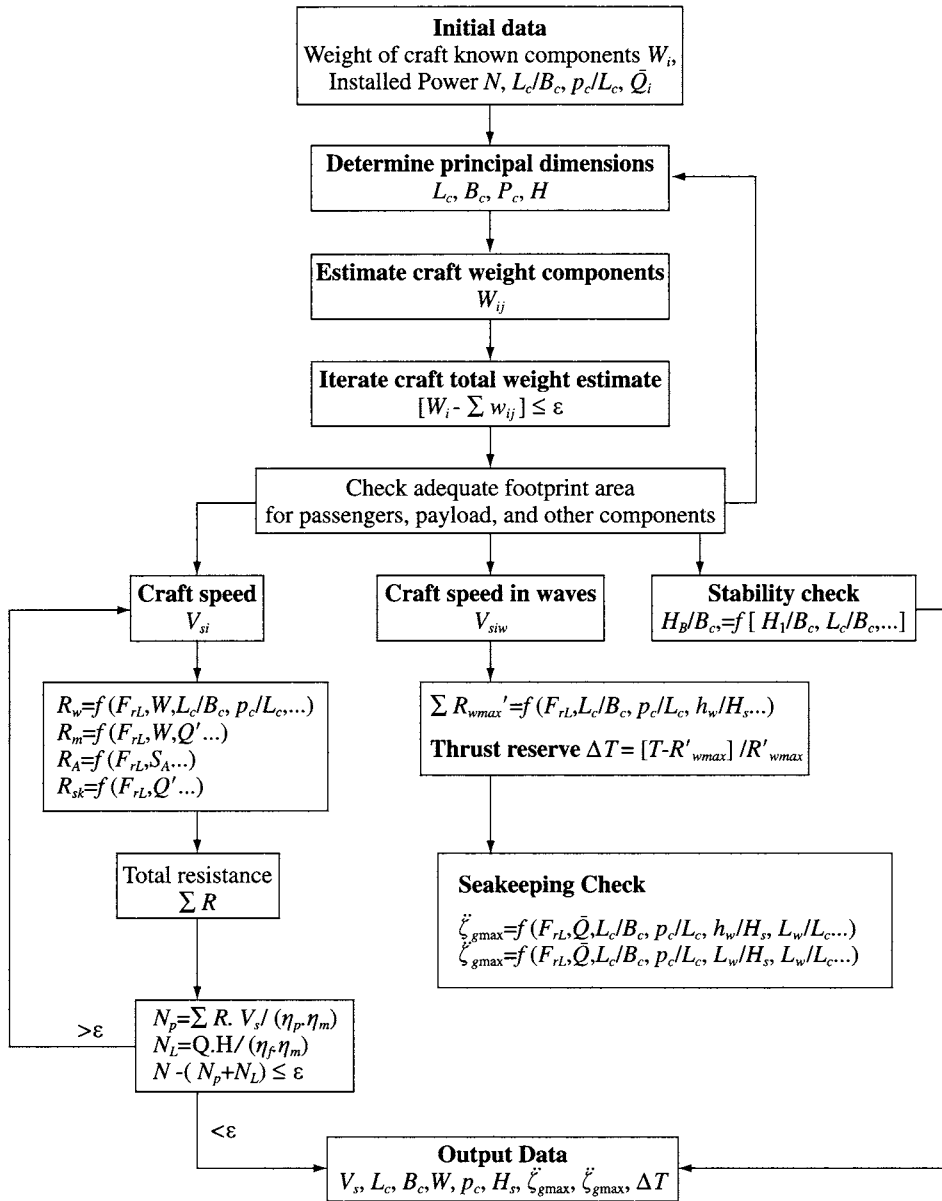 Initial data
Weight of craft known components Wᵢ,
Installed Power N, L_c/B_c, p_c/L_c, Q̄ᵢ
Determine principal dimensions
L_c, B_c, P_c, H
Estimate craft weight components
W_ij
Iterate craft total weight estimate
[W_i - ∑ w_ij] ≤ ε
Check adequate footprint area
for passengers, payload, and other components
Craft speed
V_si
Craft speed in waves
V_siw
Stability check
H_B/B_c,=f [ H_1/B_c, L_c/B_c,...]
R_w=f (F_rL,W,L_c/B_c, p_c/L_c,...)
R_m=f (F_rL,W,Q'...)
R_A=f (F_rL,S_A...)
R_sk=f (F_rL,Q'...)
∑ R_wmax'=f (F_rL,L_c/B_c, p_c/L_c, h_w/H_s...)
Thrust reserve ΔT = [T-R'_wmax] /R'_wmax
Total resistance
∑ R
Seakeeping Check
ζ̈_gmax=f (F_rL,Q̄,L_c/B_c, p_c/L_c, h_w/H_s, L_w/L_c...)
ζ̈_gmax=f (F_rL,Q̄,L_c/B_c, p_c/L_c, L_w/H_s, L_w/L_c...)
>ε
N_p=∑ R. V_s/ (η_p.η_m)
N_L=Q.H/ (η_f.η_m)
N -( N_p+N_L) ≤ ε
<ε
Output Data
V_s, L_c, B_c,W, p_c, H_s, ζ̈_gmax, ζ̈_gmax, ΔT